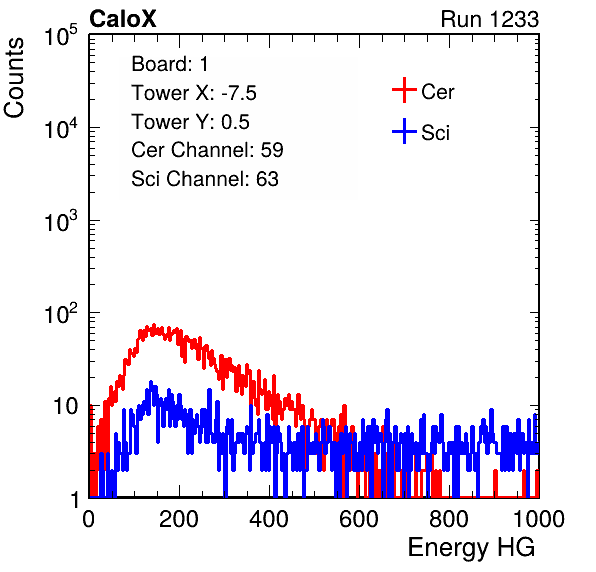 CaloX Run 1233
Board: 1
Tower X: -7.5
Tower Y: 0.5
Cer Channel: 59
Sci Channel: 63
Cer
Sci
Counts
10^5
10^4
10^3
10^2
10
1
0 200 400 600 800 1000
Energy HG